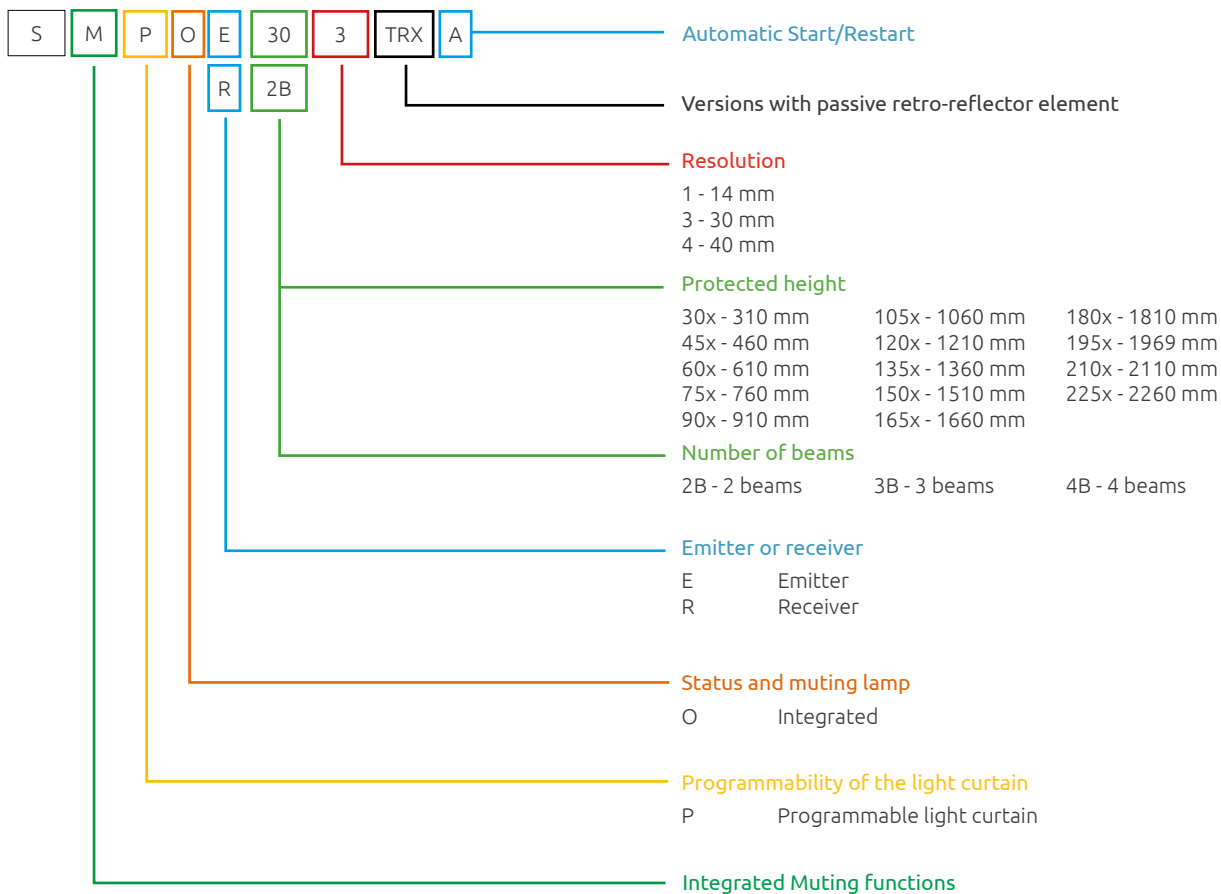 S M P O E 30 3 TRX A Automatic Start/Restart
R 2B
Versions with passive retro-reflector element
Resolution
1 - 14 mm
3 - 30 mm
4 - 40 mm
Protected height
30x - 310 mm 105x - 1060 mm 180x - 1810 mm
45x - 460 mm 120x - 1210 mm 195x - 1969 mm
60x - 610 mm 135x - 1360 mm 210x - 2110 mm
75x - 760 mm 150x - 1510 mm 225x - 2260 mm
90x - 910 mm 165x - 1660 mm
Number of beams
2B - 2 beams 3B - 3 beams 4B - 4 beams
Emitter or receiver
E Emitter
R Receiver
Status and muting lamp
O Integrated
Programmability of the light curtain
P Programmable light curtain
Integrated Muting functions